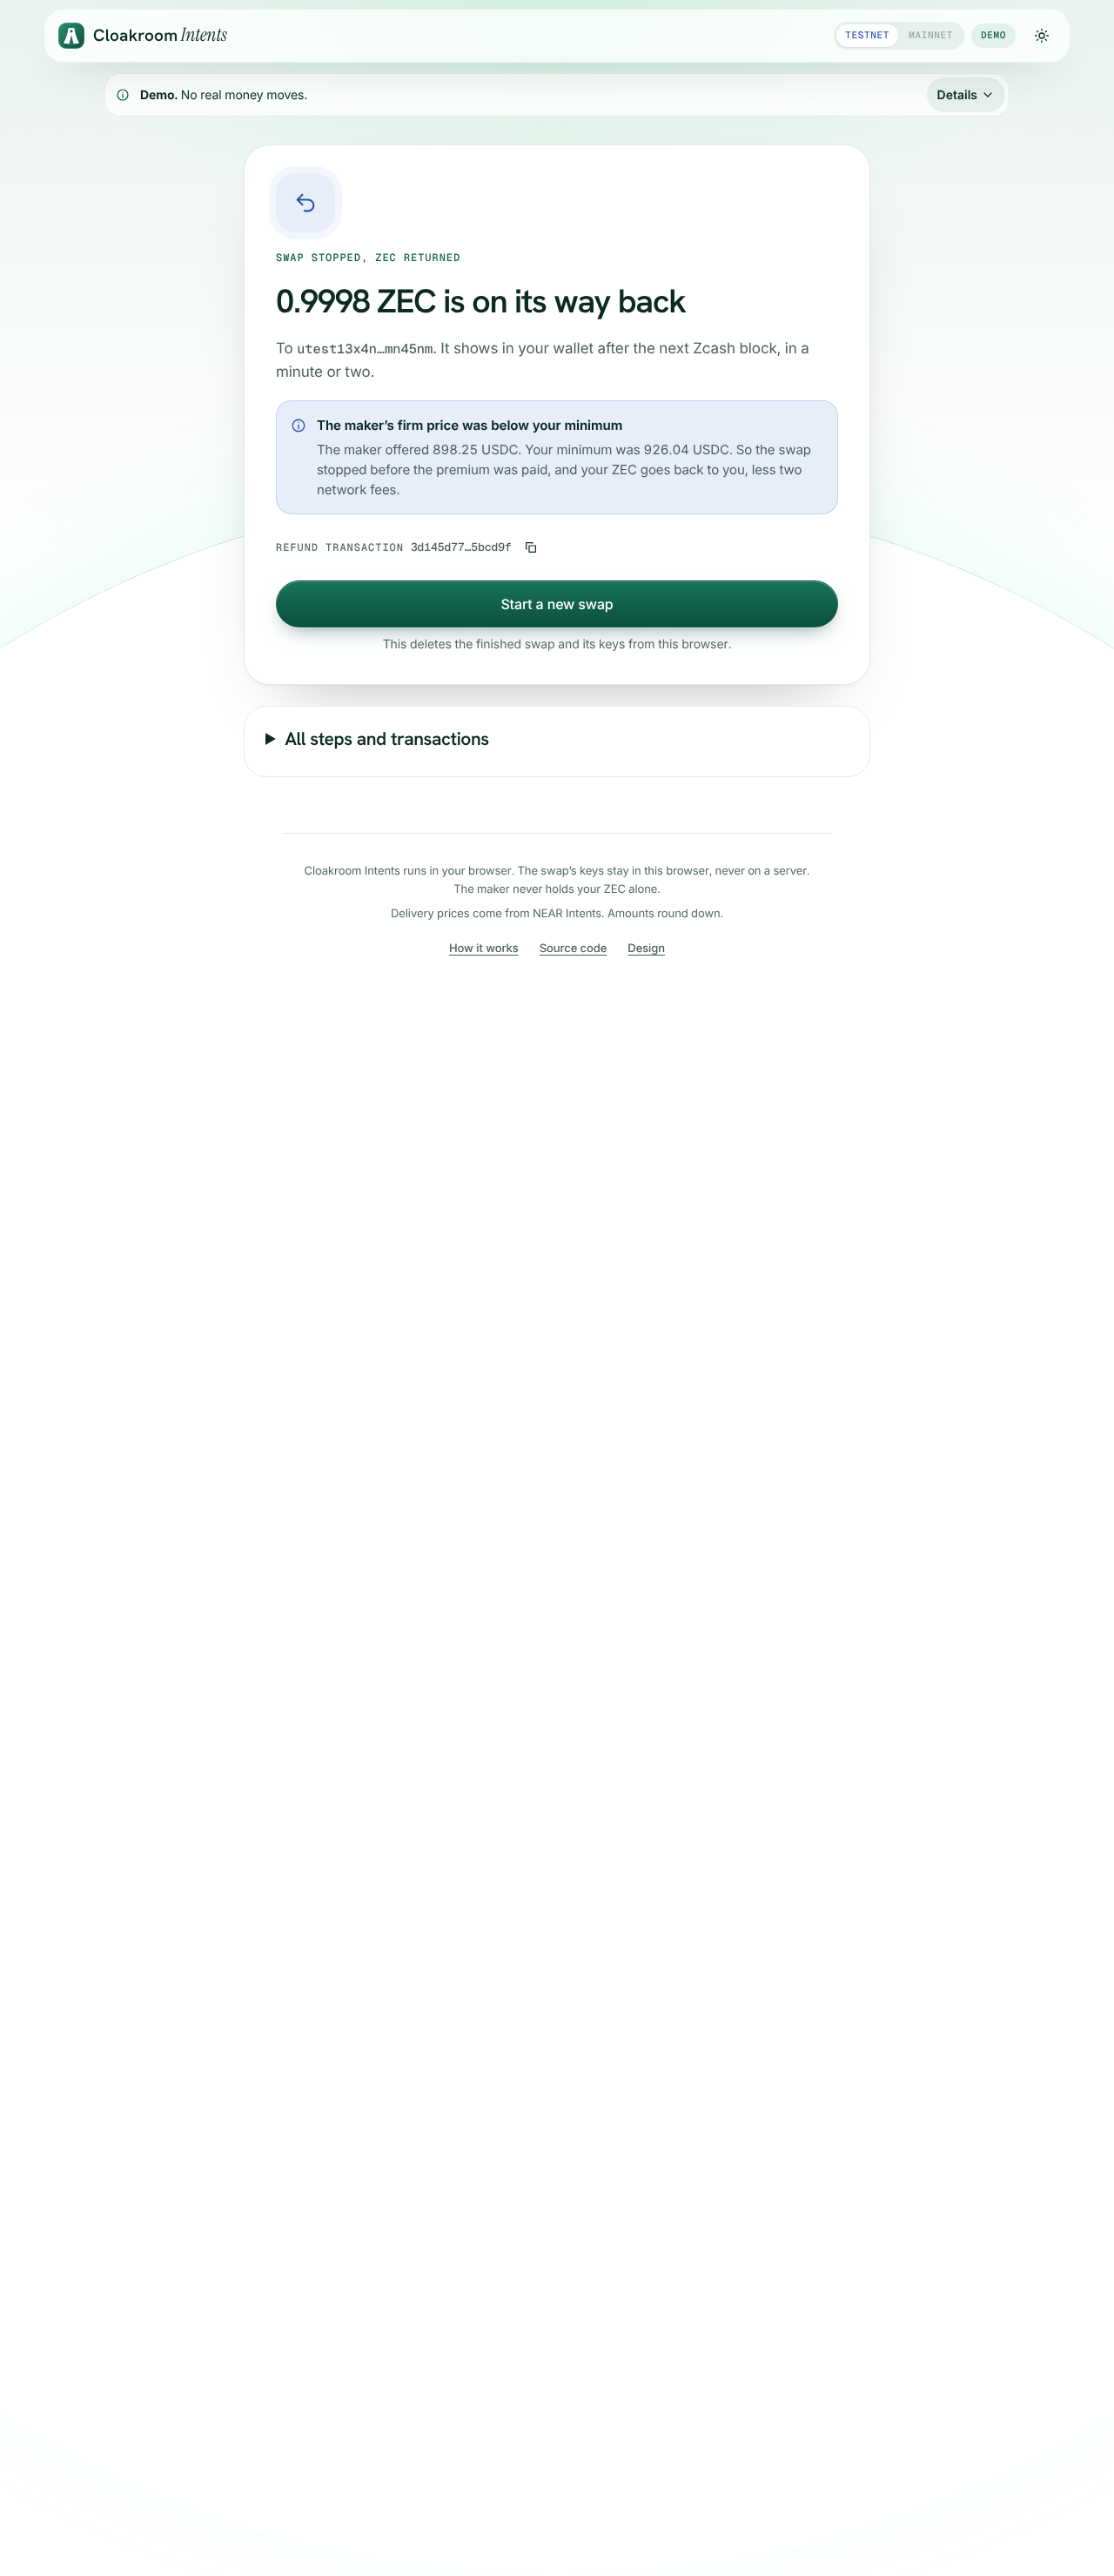 Cloakroom Intents
TESTNET MAINNET DEMO
Demo. No real money moves.
Details
SWAP STOPPED, ZEC RETURNED
0.9998 ZEC is on its way back
To utest13x4n…mn45nm. It shows in your wallet after the next Zcash block, in a
minute or two.
The maker’s firm price was below your minimum
The maker offered 898.25 USDC. Your minimum was 926.04 USDC. So the swap
stopped before the premium was paid, and your ZEC goes back to you, less two
network fees.
REFUND TRANSACTION 3d145d77…5bcd9f
Start a new swap
This deletes the finished swap and its keys from this browser.
All steps and transactions
Cloakroom Intents runs in your browser. The swap’s keys stay in this browser, never on a server.
The maker never holds your ZEC alone.
Delivery prices come from NEAR Intents. Amounts round down.
How it works Source code Design